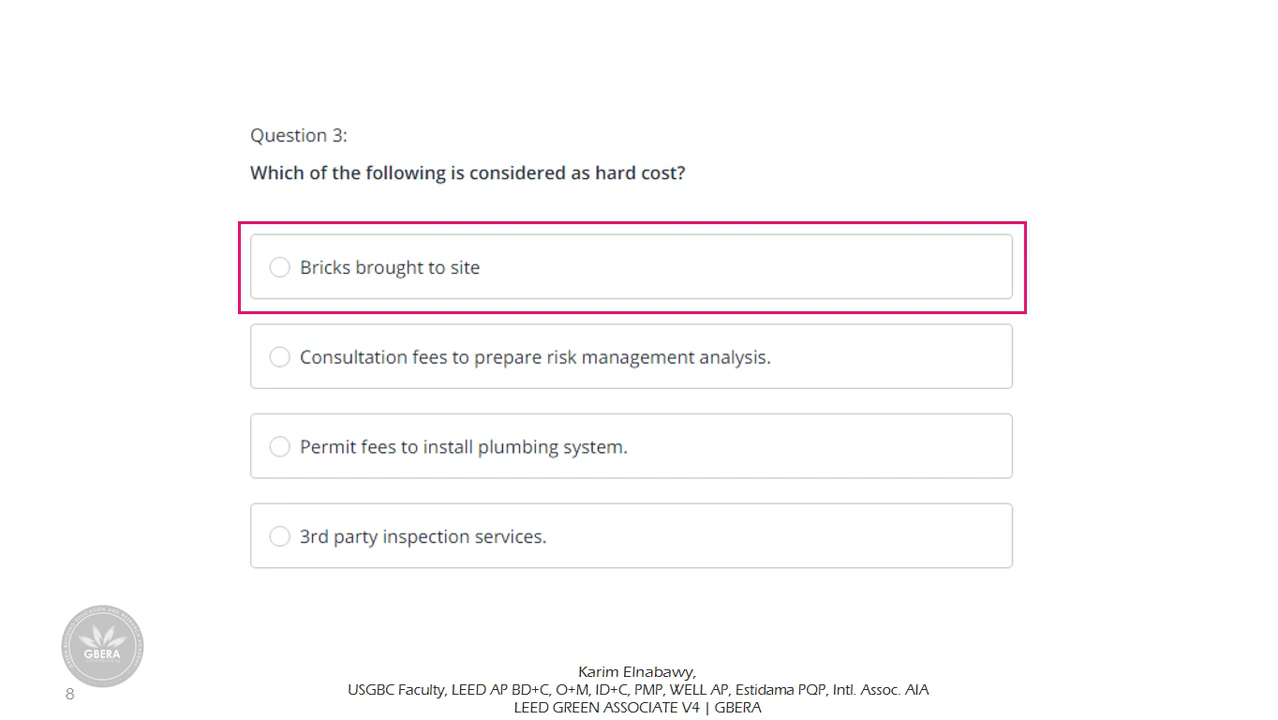 Question 3:
Which of the following is considered as hard cost?
Bricks brought to site
Consultation fees to prepare risk management analysis.
Permit fees to install plumbing system.
3rd party inspection services.
GBERA
8
Karim Elnabawy,
USGBC Faculty, LEED AP BD+C, O+M, ID+C, PMP, WELL AP, Estidama PQP, Intl. Assoc. AIA
LEED GREEN ASSOCIATE V4 | GBERA